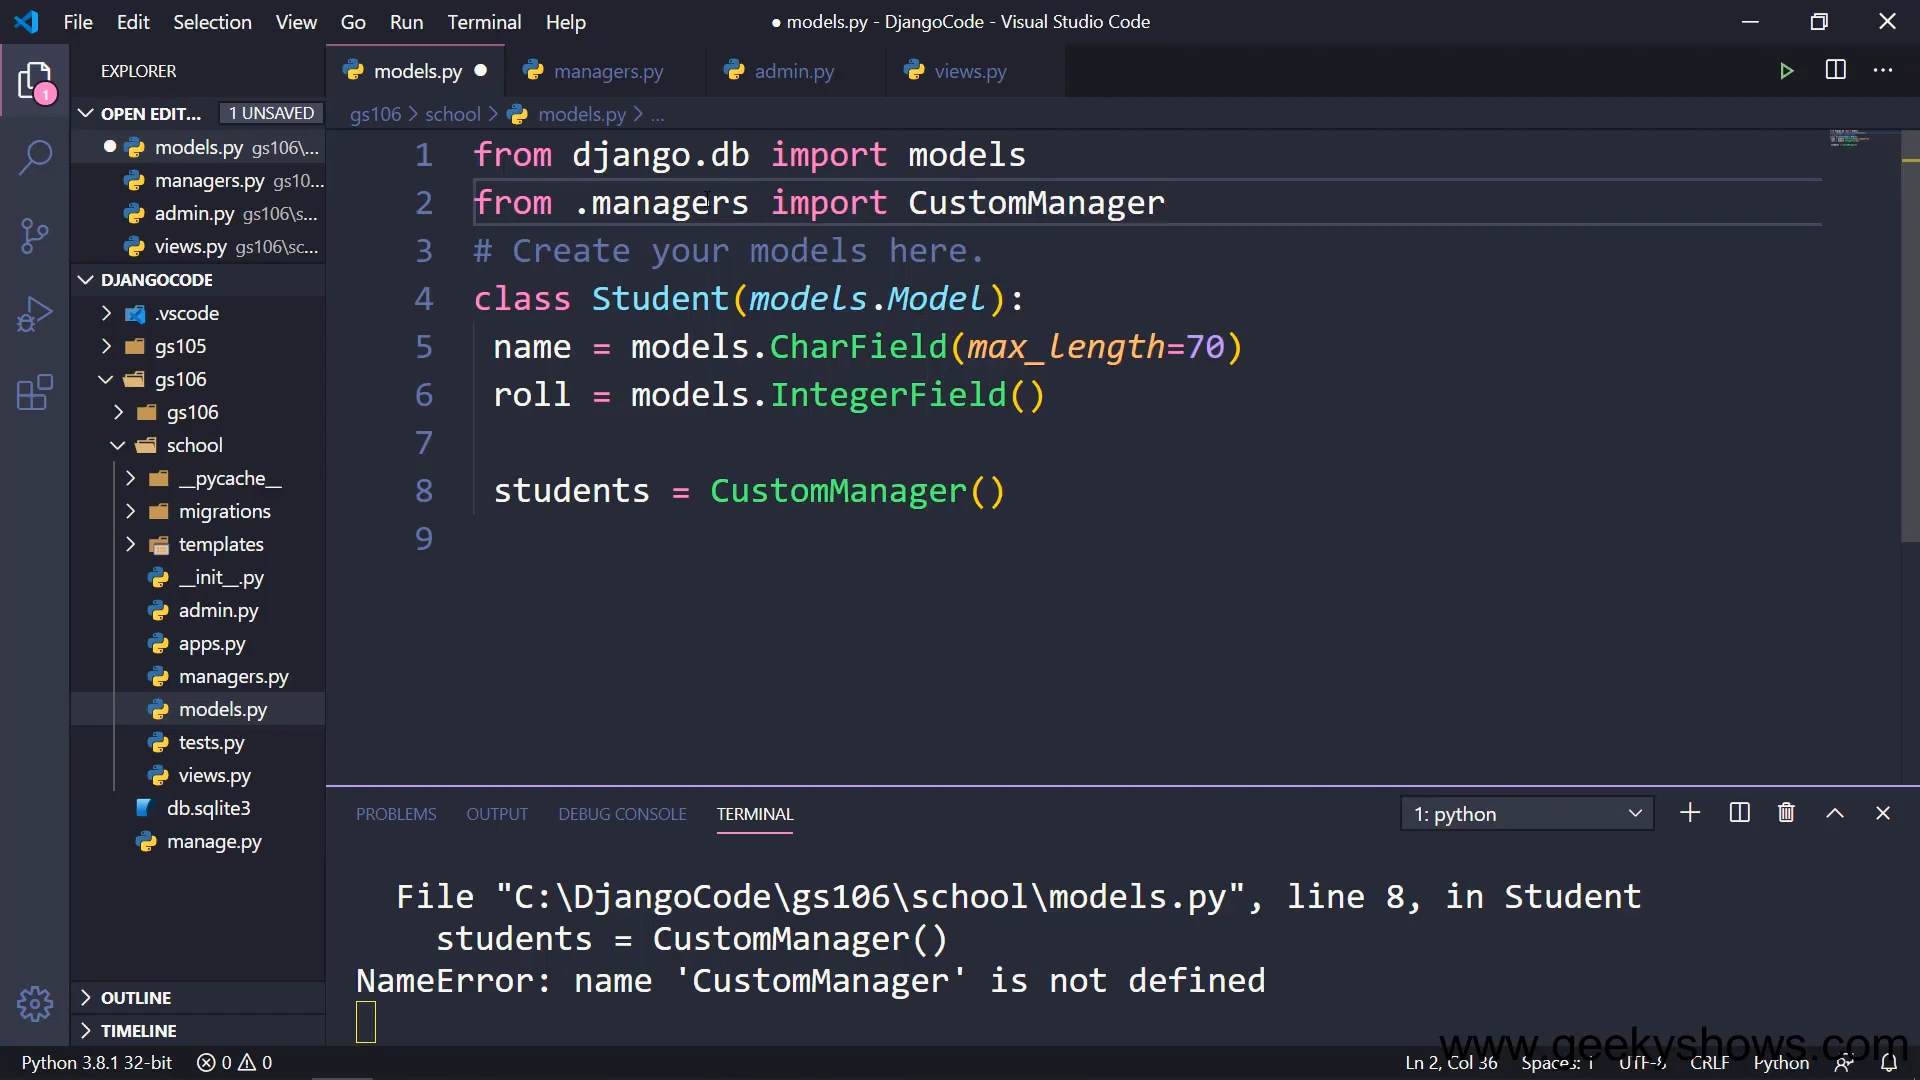 File Edit Selection View Go Run Terminal Help
● models.py - DjangoCode - Visual Studio Code
EXPLORER
1
OPEN EDIT... 1 UNSAVED
models.py gs106\...
managers.py gs10...
admin.py gs106\s...
views.py gs106\sc...
DJANGOCODE
.vscode
gs105
gs106
gs106
school
__pycache__
migrations
templates
__init__.py
admin.py
apps.py
managers.py
models.py
tests.py
views.py
db.sqlite3
manage.py
OUTLINE
TIMELINE
models.py ● managers.py admin.py views.py
gs106 > school > models.py > ...
1 from django.db import models
2 from .managers import CustomManager
3 # Create your models here.
4 class Student(models.Model):
5 name = models.CharField(max_length=70)
6 roll = models.IntegerField()
7
8 students = CustomManager()
9
PROBLEMS OUTPUT DEBUG CONSOLE TERMINAL 1: python
File "C:\DjangoCode\gs106\school\models.py", line 8, in Student
students = CustomManager()
NameError: name 'CustomManager' is not defined
www.geekyshows.com
Python 3.8.1 32-bit 0 0 Ln 2, Col 36 Spaces: 1 UTF-8 CRLF Python